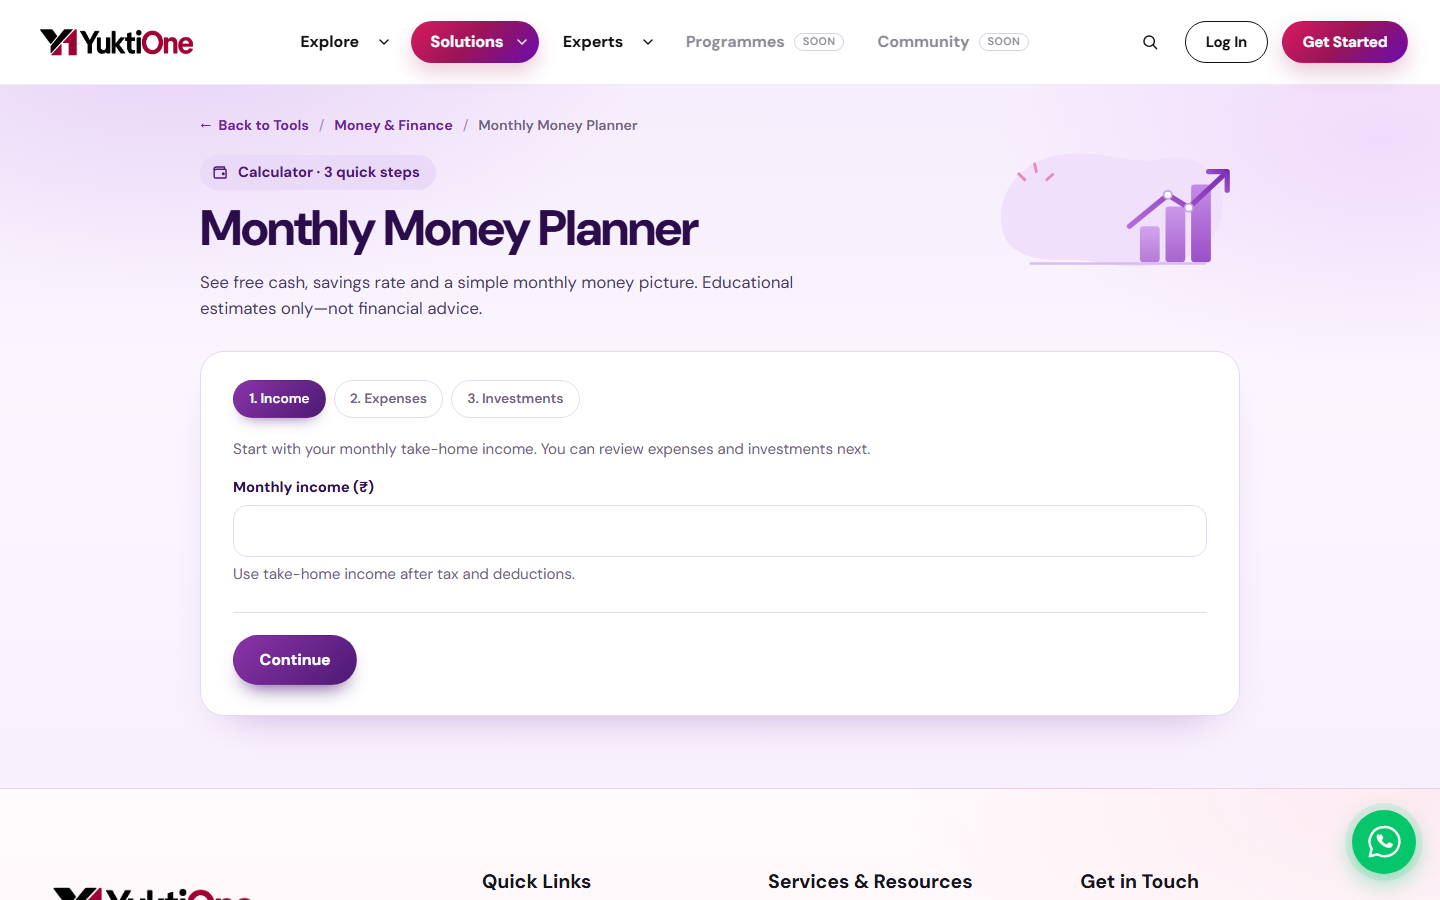 YuktiOne
Explore
Solutions
Experts
Programmes SOON
Community SOON
Log In
Get Started
← Back to Tools / Money & Finance / Monthly Money Planner
Calculator · 3 quick steps
Monthly Money Planner
See free cash, savings rate and a simple monthly money picture. Educational
estimates only—not financial advice.
1. Income
2. Expenses
3. Investments
Start with your monthly take-home income. You can review expenses and investments next.
Monthly income (₹)
Use take-home income after tax and deductions.
Continue
YuktiOne
Quick Links
Services & Resources
Get in Touch